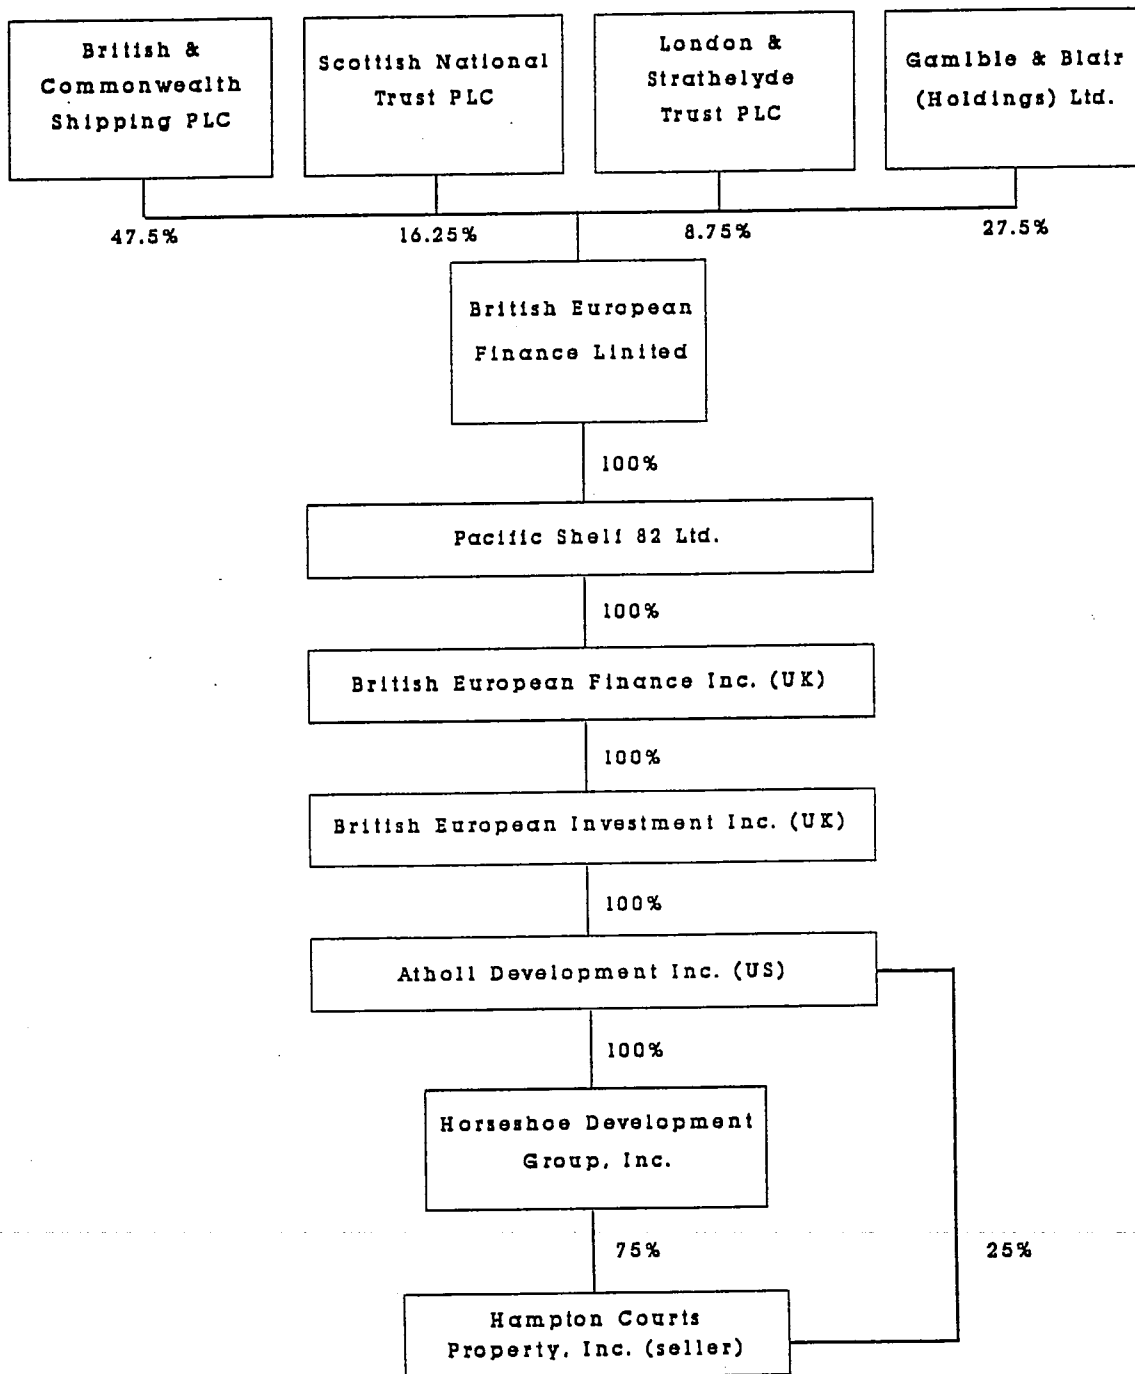 British &
Commonwealth
Shipping PLC
Scottish National
Trust PLC
London &
Strathelyde
Trust PLC
Gamlble & Blair
(Holdings) Ltd.
47.5%
16.25%
8.75%
27.5%
British European
Finance Linited
100%
Pacific Shelf 82 Ltd.
100%
British European Finance Inc. (UK)
100%
British European Investment Inc. (UK)
100%
Atholl Development Inc. (US)
100%
Horseshoe Development
Group, Inc.
75%
25%
Hampton Courts
Property, Inc. (seller)